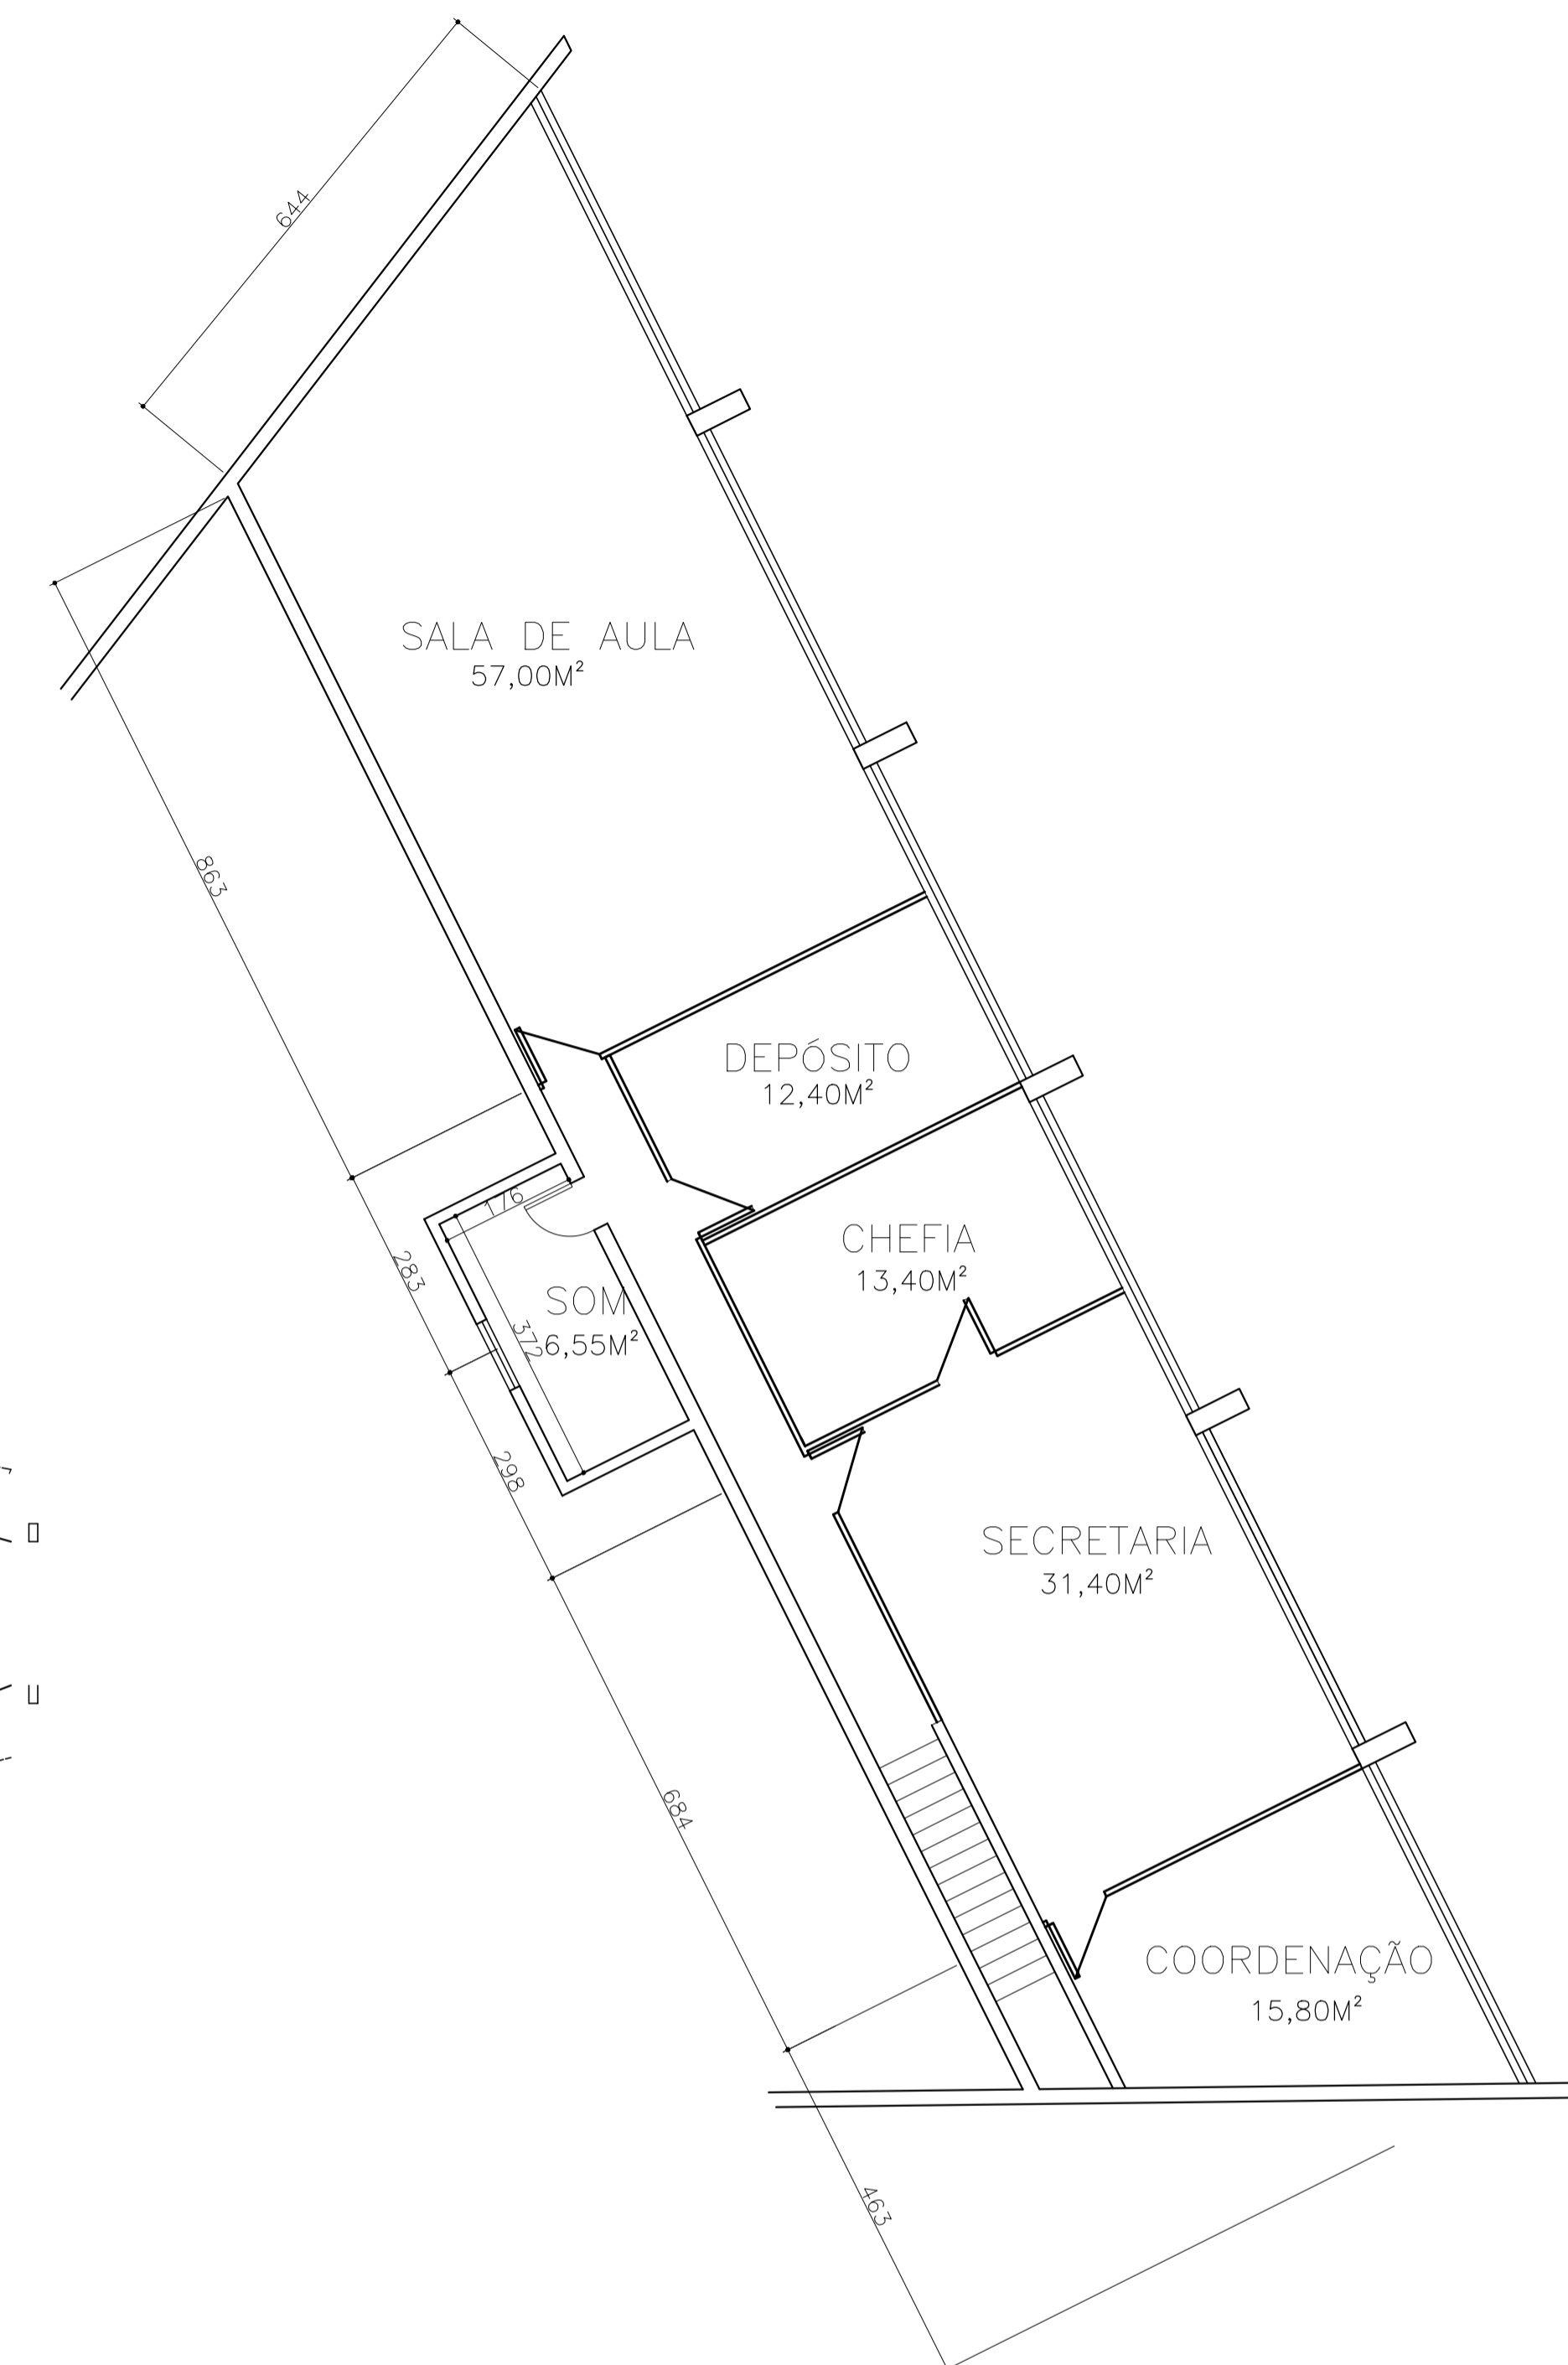 644
SALA DE AULA
57,00M²
863
DEPÓSITO
12,40M²
176
CHEFIA
13,40M²
283
SOM
6,55M²
372
298
SECRETARIA
31,40M²
684
COORDENAÇÃO
15,80M²
463